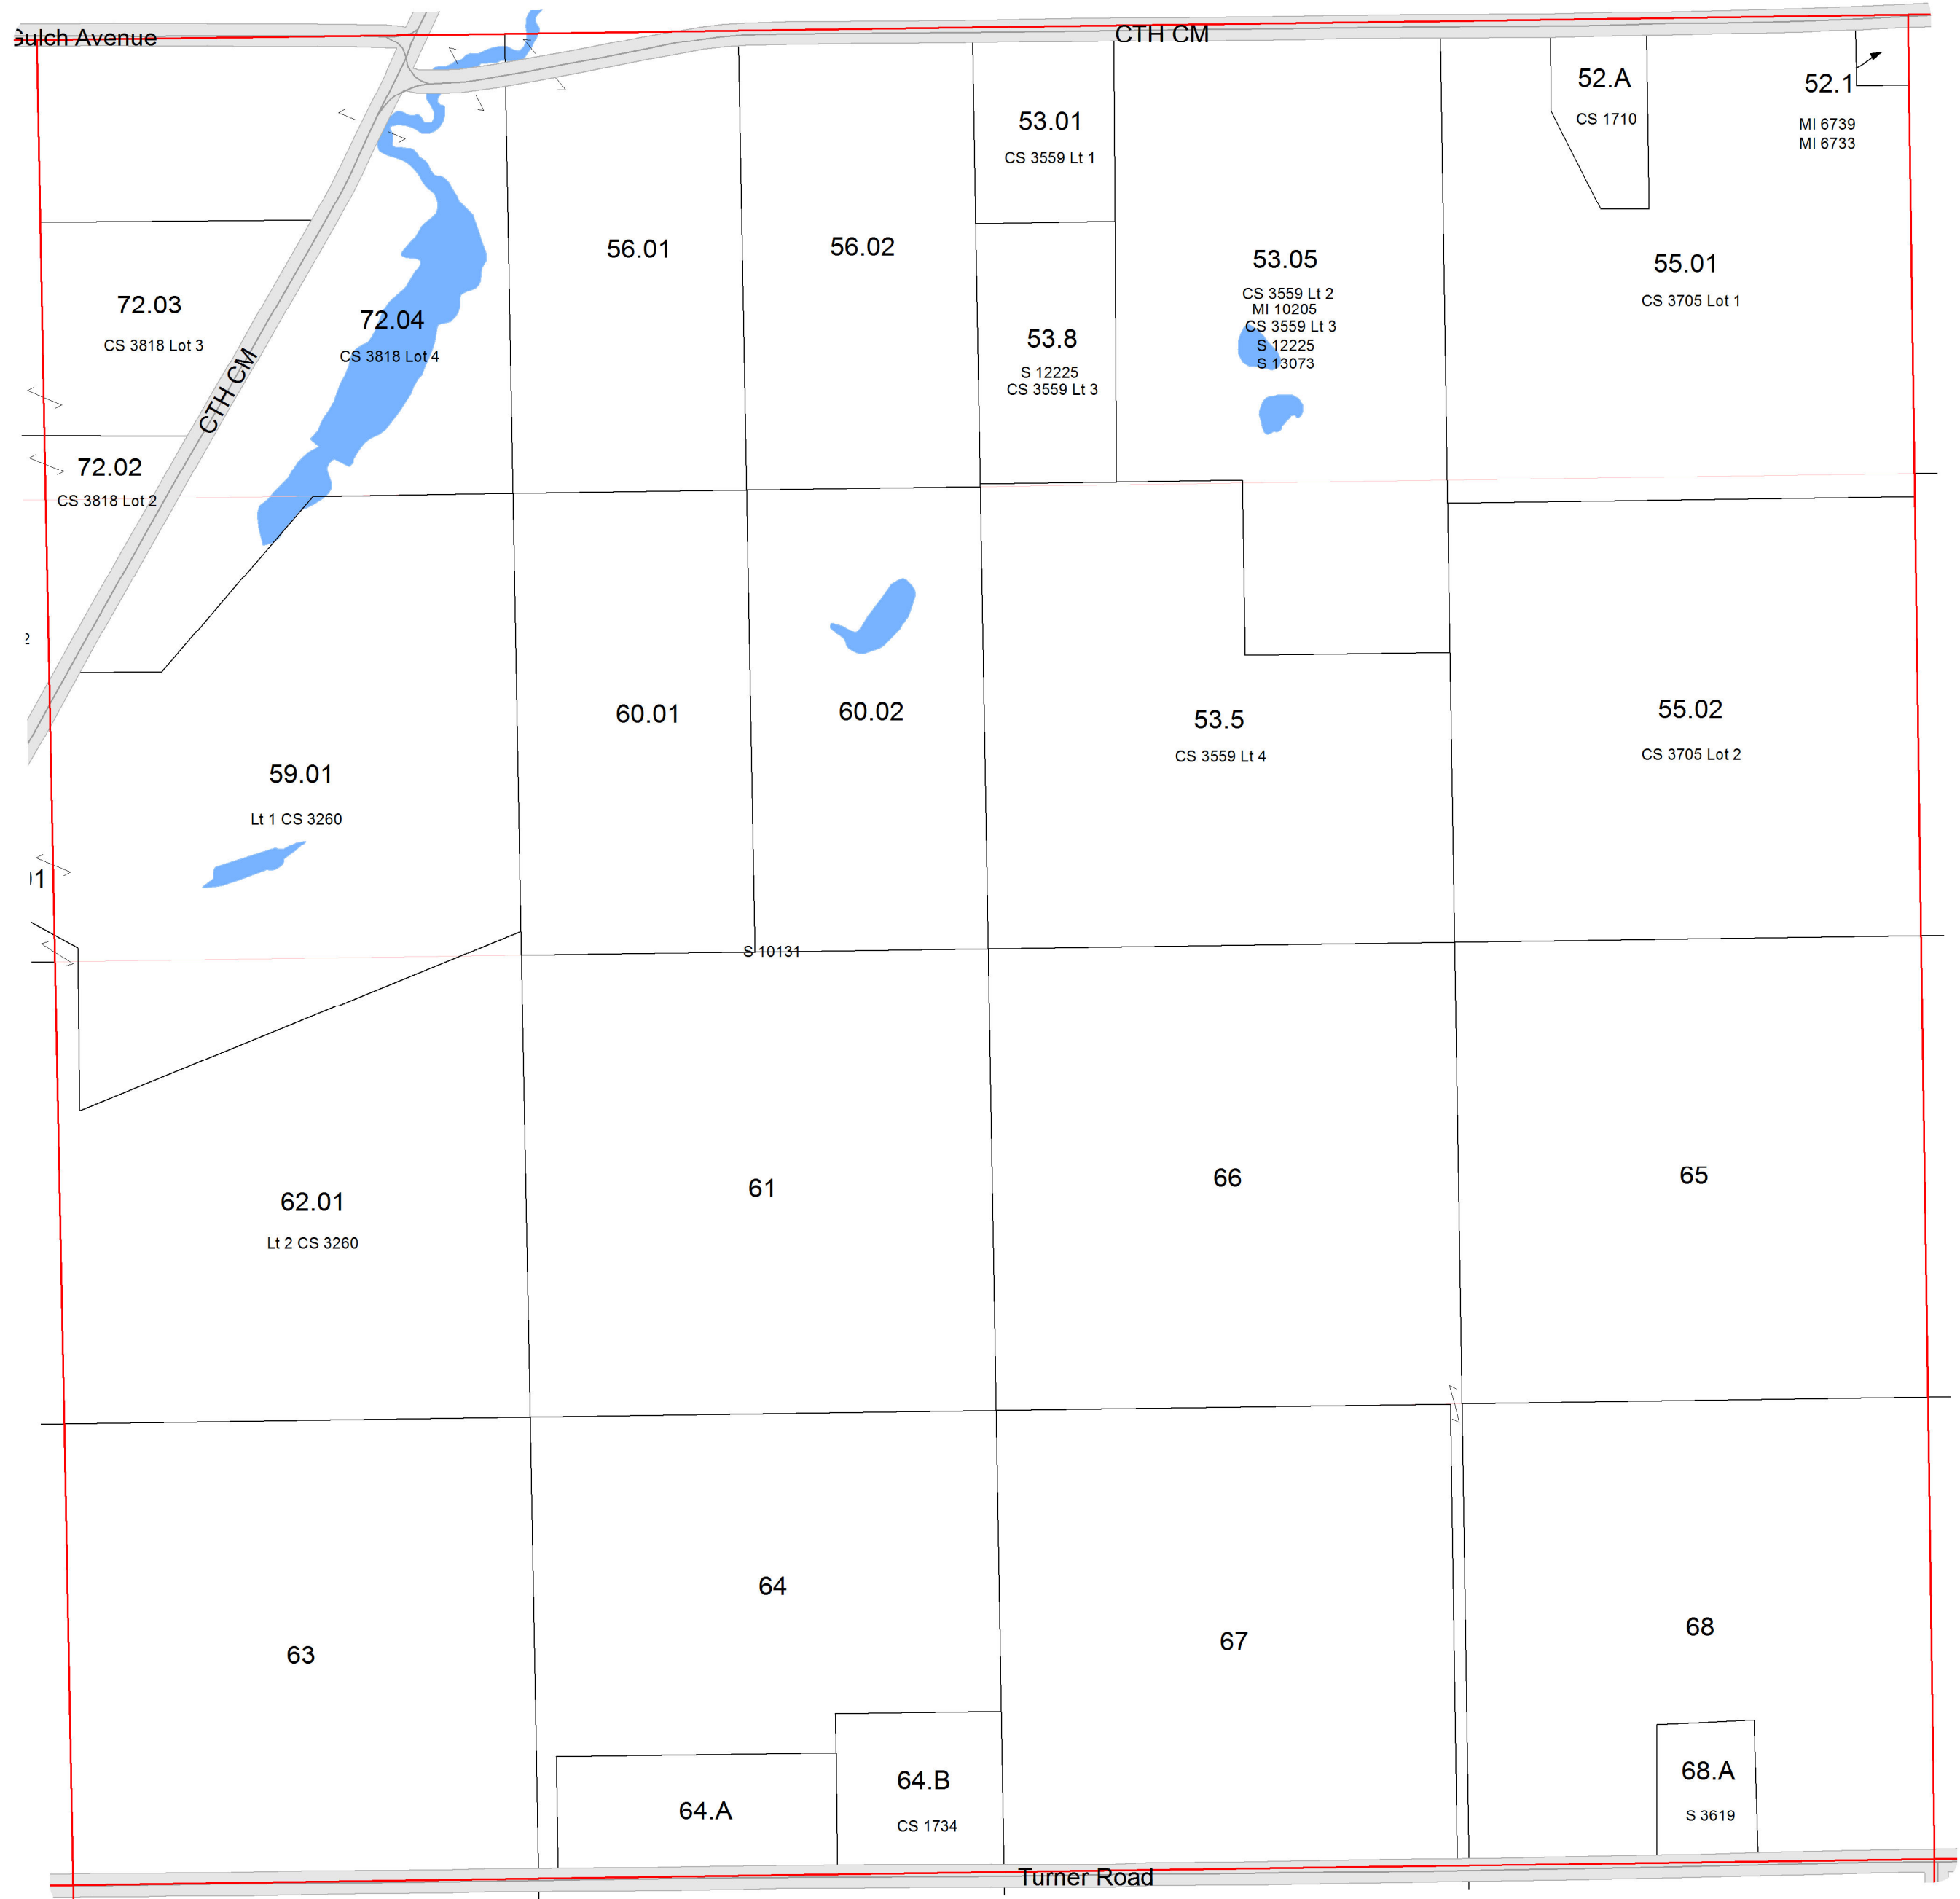 Gulch Avenue
CTH CM
52.A
CS 1710
52.1
MI 6739
MI 6733
53.01
CS 3559 Lt 1
56.01
56.02
53.05
CS 3559 Lt 2
MI 10205
CS 3559 Lt 3
S 12225
S 13073
55.01
CS 3705 Lot 1
72.03
CS 3818 Lot 3
72.04
CS 3818 Lot 4
53.8
S 12225
CS 3559 Lt 3
CTH CM
72.02
CS 3818 Lot 2
2
60.01
60.02
53.5
CS 3559 Lt 4
55.02
CS 3705 Lot 2
59.01
Lt 1 CS 3260
S 10131
62.01
Lt 2 CS 3260
61
66
65
64
63
67
68
64.A
64.B
CS 1734
68.A
S 3619
Turner Road